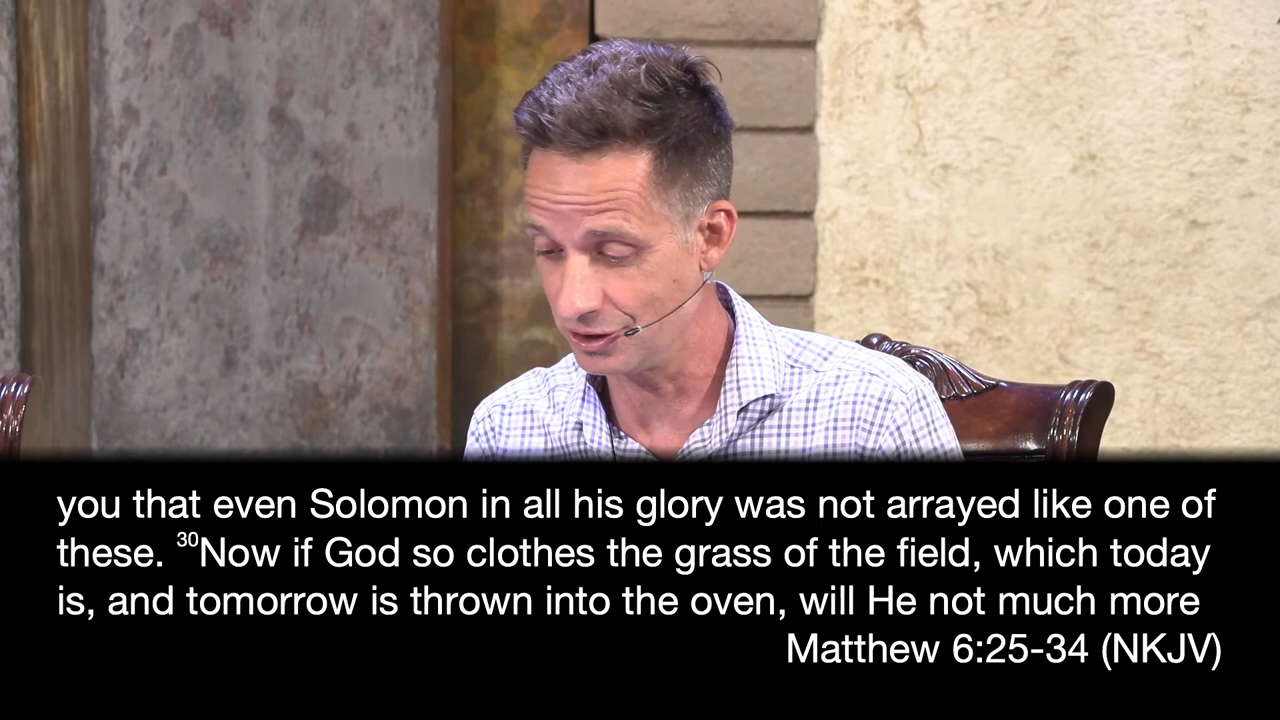 you that even Solomon in all his glory was not arrayed like one of
these. ³⁰Now if God so clothes the grass of the field, which today
is, and tomorrow is thrown into the oven, will He not much more
Matthew 6:25-34 (NKJV)